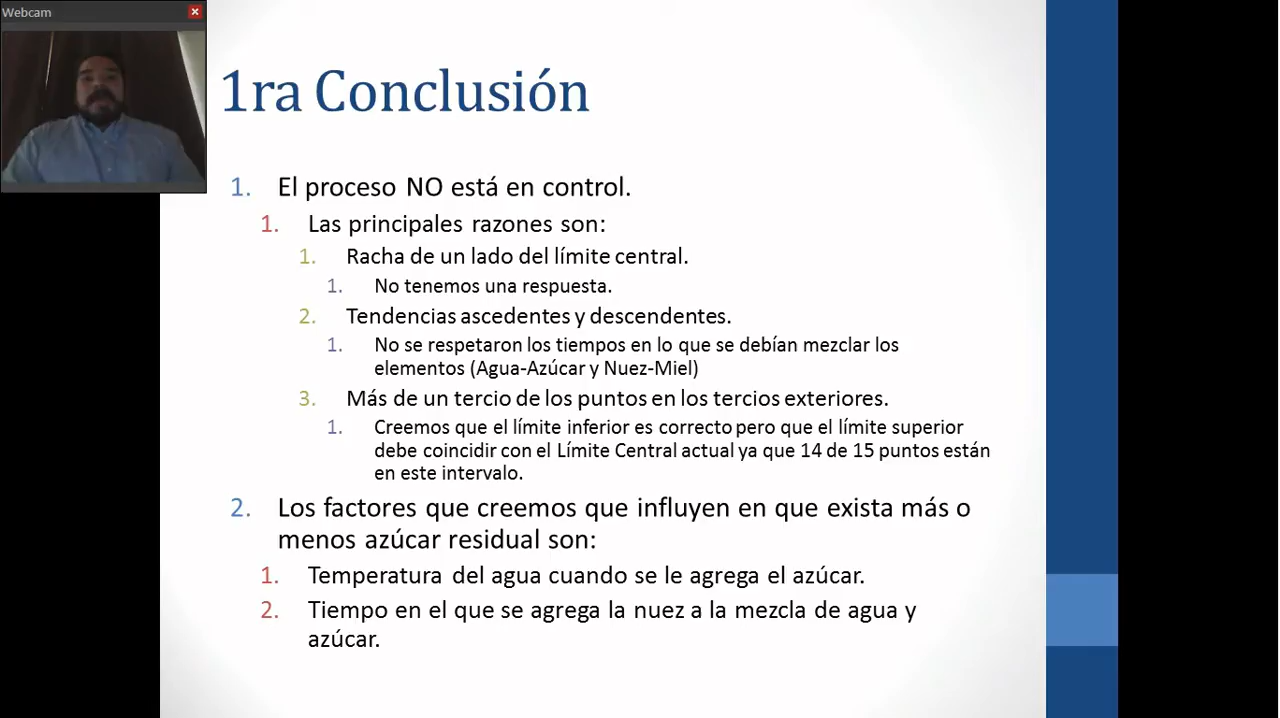 Webcam
1ra Conclusión
1. El proceso NO está en control.
1. Las principales razones son:
1. Racha de un lado del límite central.
1. No tenemos una respuesta.
2. Tendencias ascedentes y descendentes.
1. No se respetaron los tiempos en lo que se debían mezclar los
elementos (Agua-Azúcar y Nuez-Miel)
3. Más de un tercio de los puntos en los tercios exteriores.
1. Creemos que el límite inferior es correcto pero que el límite superior
debe coincidir con el Límite Central actual ya que 14 de 15 puntos están
en este intervalo.
2. Los factores que creemos que influyen en que exista más o
menos azúcar residual son:
1. Temperatura del agua cuando se le agrega el azúcar.
2. Tiempo en el que se agrega la nuez a la mezcla de agua y
azúcar.